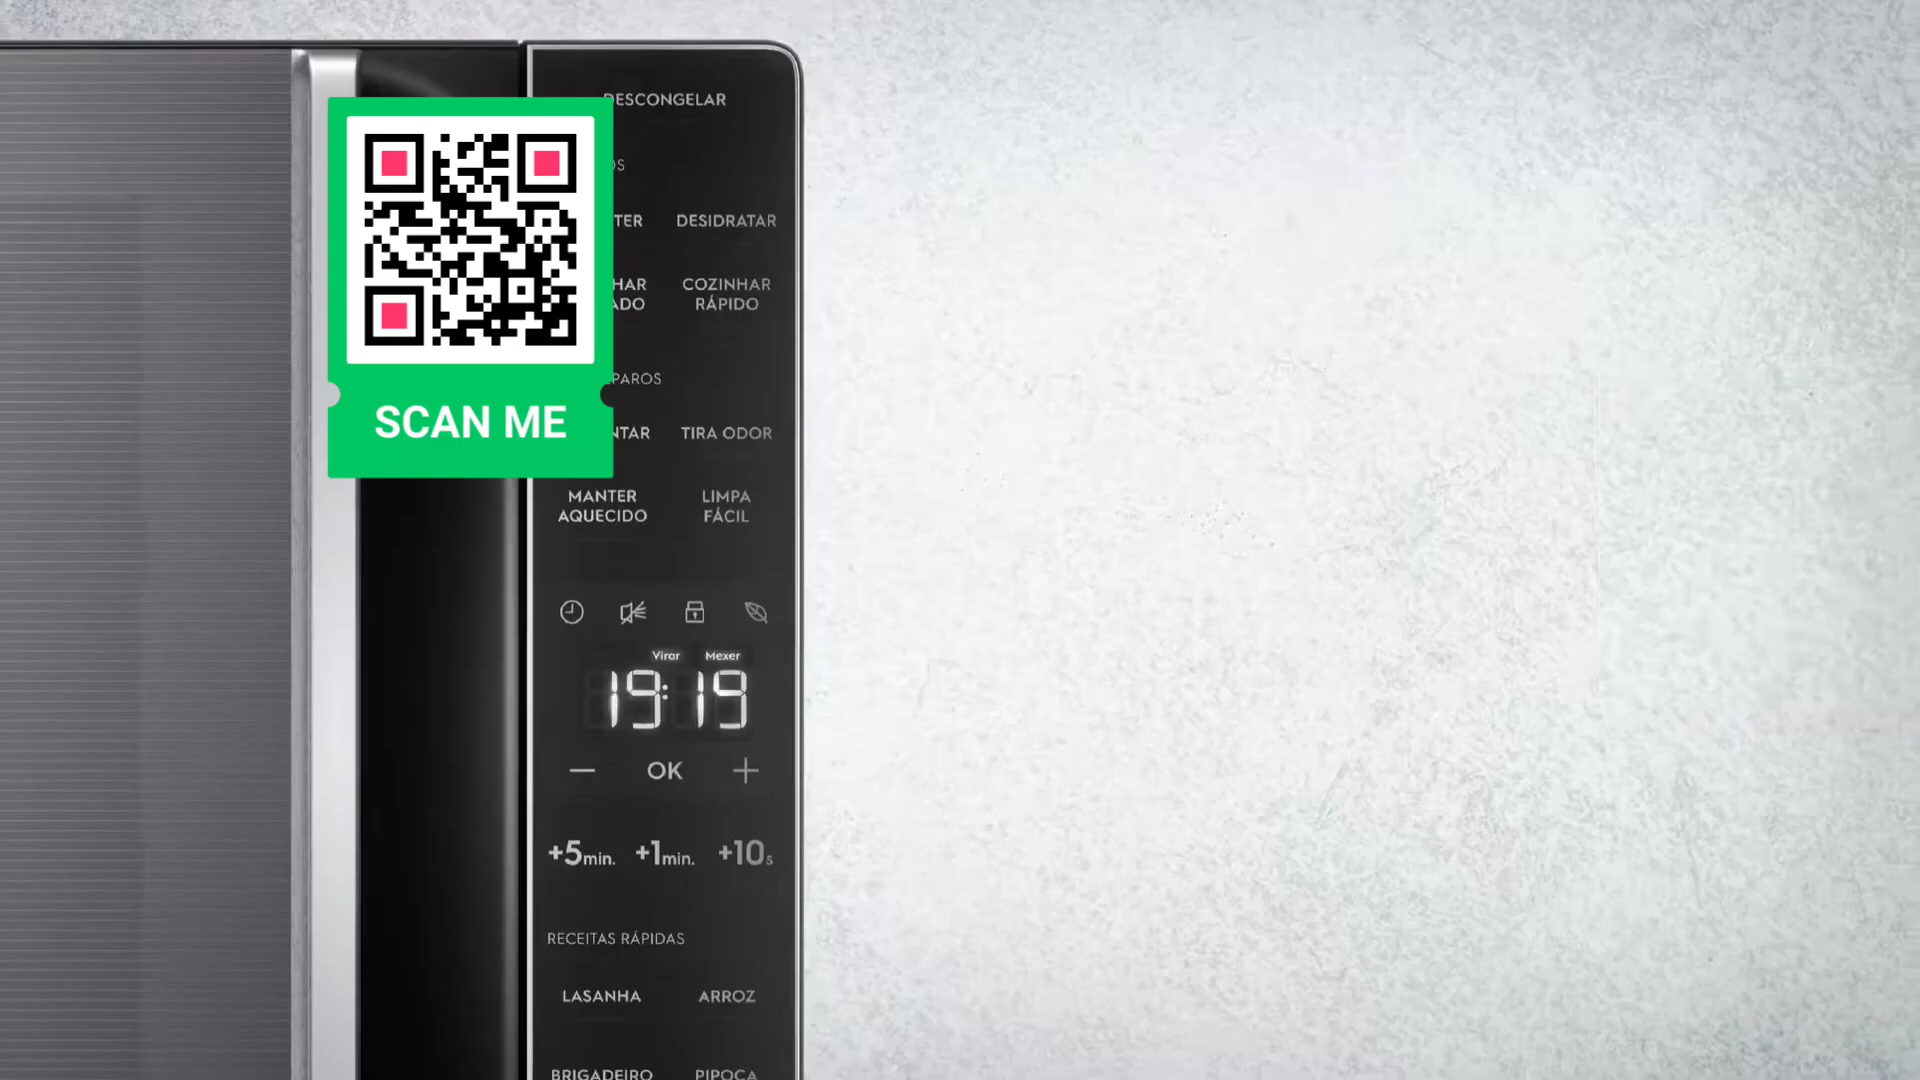 DESCONGELAR
DESIDRATAR
COZINHAR
RÁPIDO
SCAN ME
TIRA ODOR
MANTER
AQUECIDO
LIMPA
FÁCIL
Virar Mexer
19:19
− OK +
+5min. +1min. +10s
RECEITAS RÁPIDAS
LASANHA ARROZ
BRIGADEIRO PIPOCA